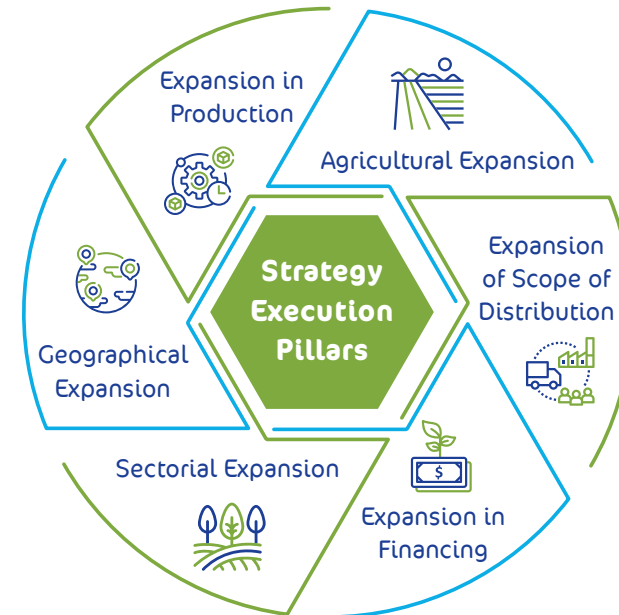 Expansion in
Production
Agricultural Expansion
Expansion
of Scope of
Distribution
Strategy
Execution
Pillars
Geographical
Expansion
Sectorial Expansion
$
Expansion in
Financing